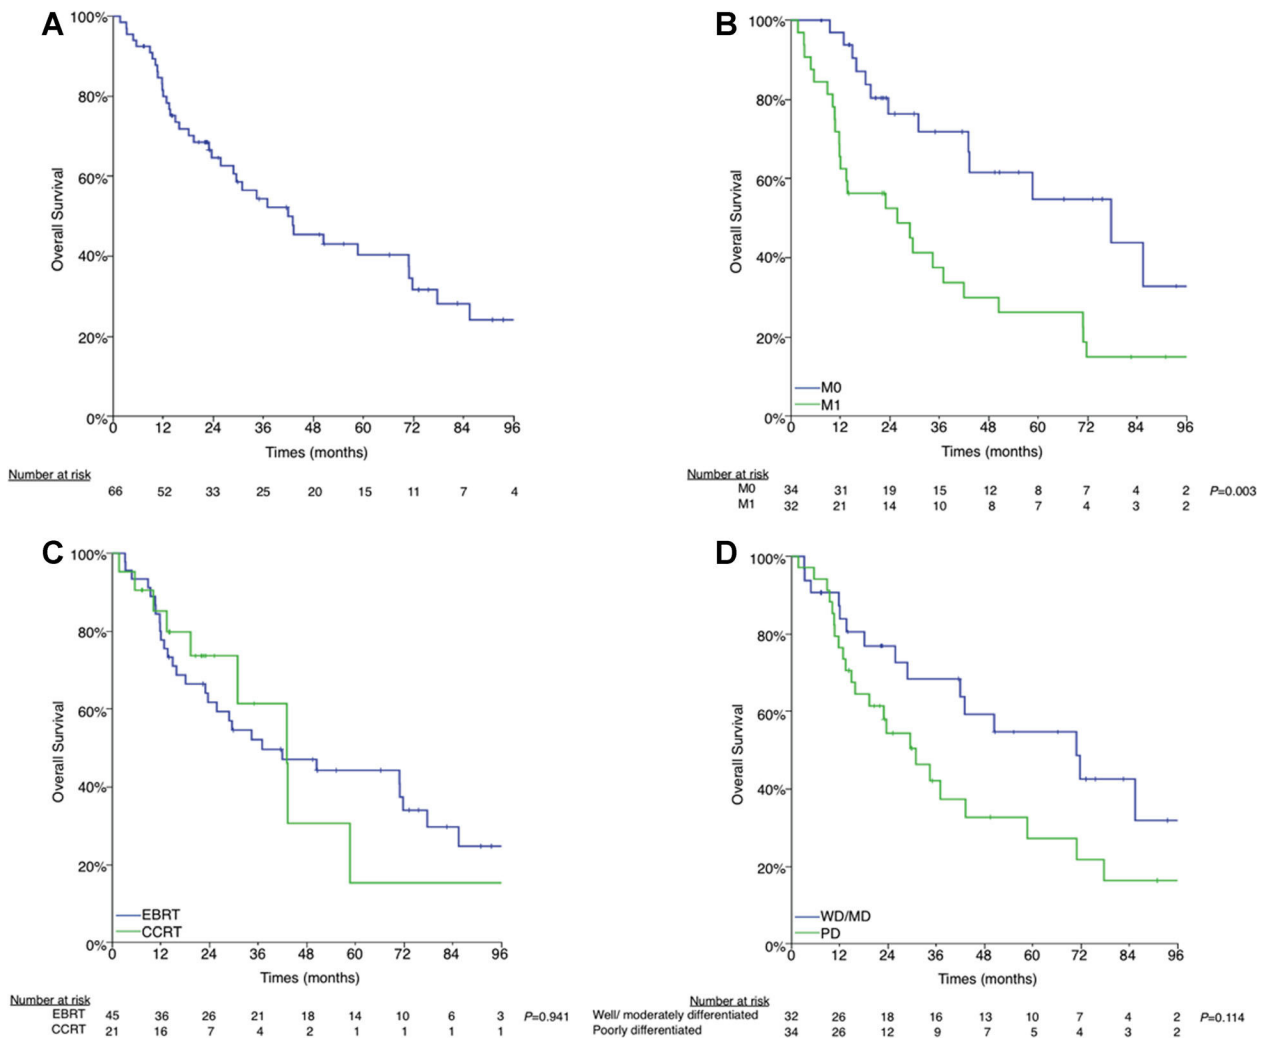 A
100%
80%
60%
40%
20%
0%
Overall Survival
0 12 24 36 48 60 72 84 96
Times (months)
Number at risk
66 52 33 25 20 15 11 7 4
B
100%
80%
60%
40%
20%
0%
Overall Survival
M0
M1
0 12 24 36 48 60 72 84 96
Times (months)
Number at risk
M0 34 31 19 15 12 8 7 4 2 P=0.003
M1 32 21 14 10 8 7 4 3 2
C
100%
80%
60%
40%
20%
0%
Overall Survival
EBRT
CCRT
0 12 24 36 48 60 72 84 96
Times (months)
Number at risk
EBRT 45 36 26 21 18 14 10 6 3 P=0.941
CCRT 21 16 7 4 2 1 1 1 1
D
100%
80%
60%
40%
20%
0%
Overall Survival
WD/MD
PD
0 12 24 36 48 60 72 84 96
Times (months)
Number at risk
Well/ moderately differentiated 32 26 18 16 13 10 7 4 2 P=0.114
Poorly differentiated 34 26 12 9 7 5 4 3 2